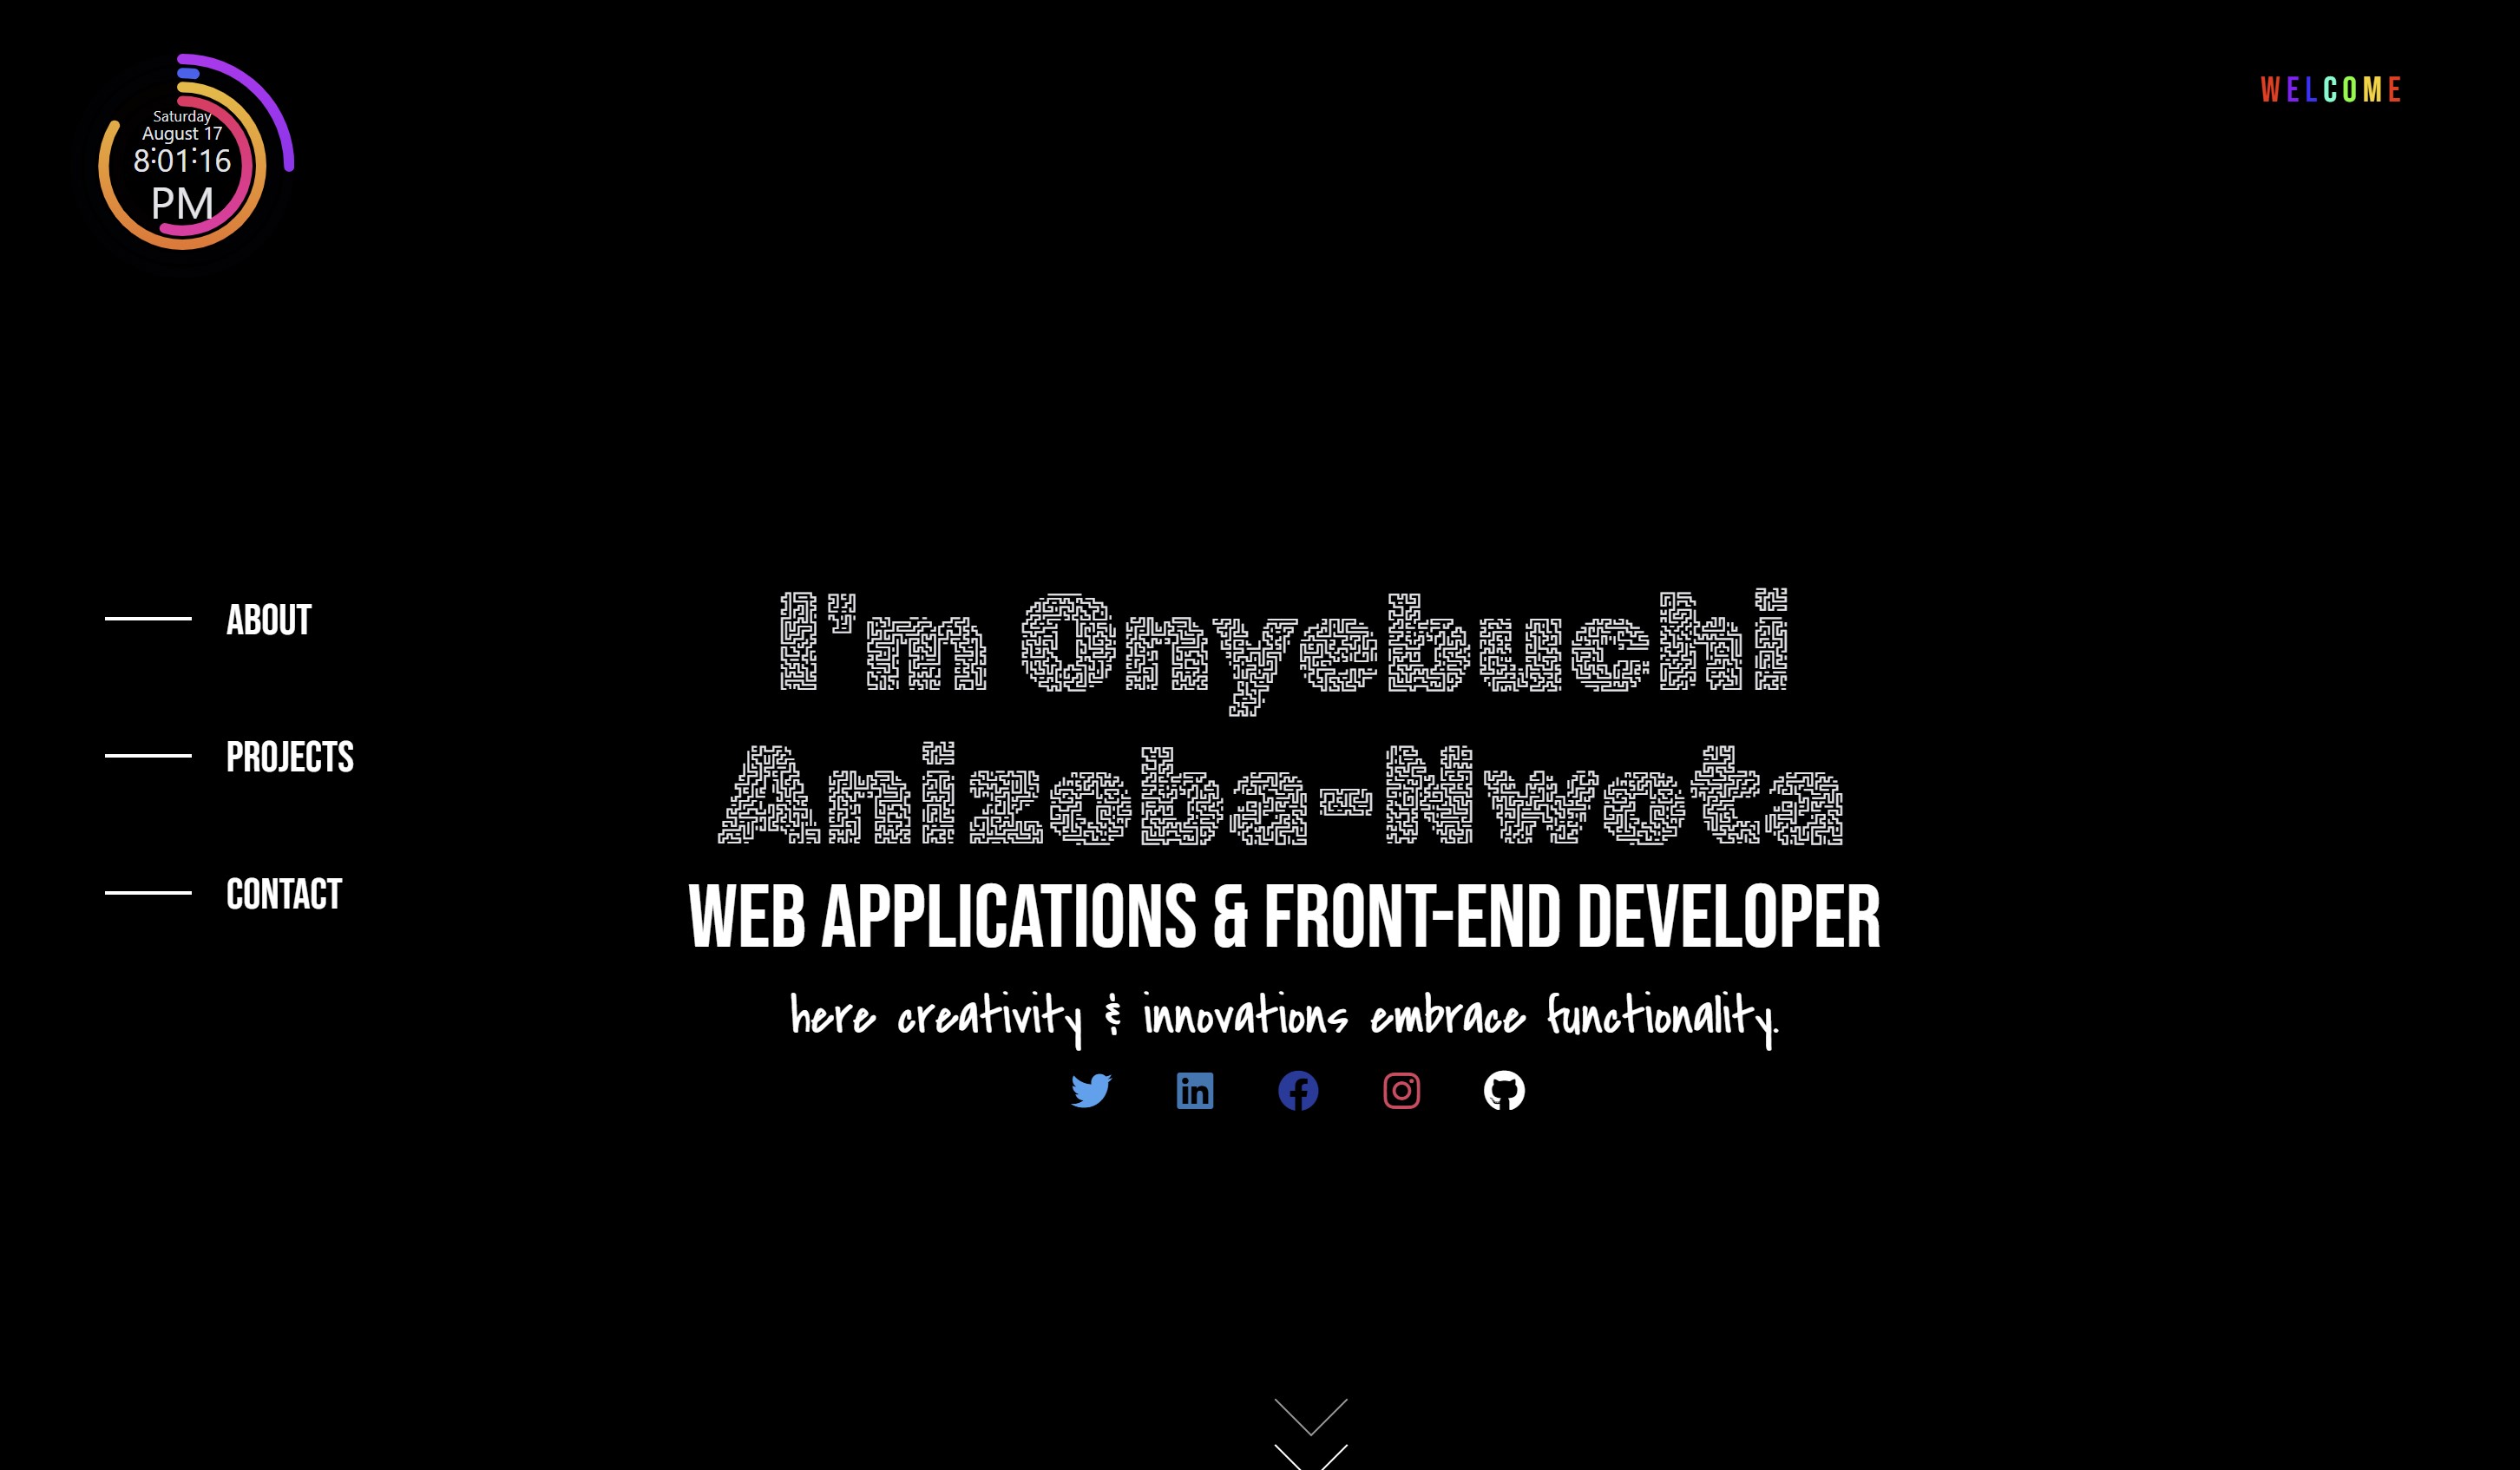 Saturday
August 17
8:01:16
PM
WELCOME
ABOUT
PROJECTS
CONTACT
I'm Onyebuchi
Anizoba-Nwota
WEB APPLICATIONS & FRONT-END DEVELOPER
here creativity & innovations embrace functionality.
in